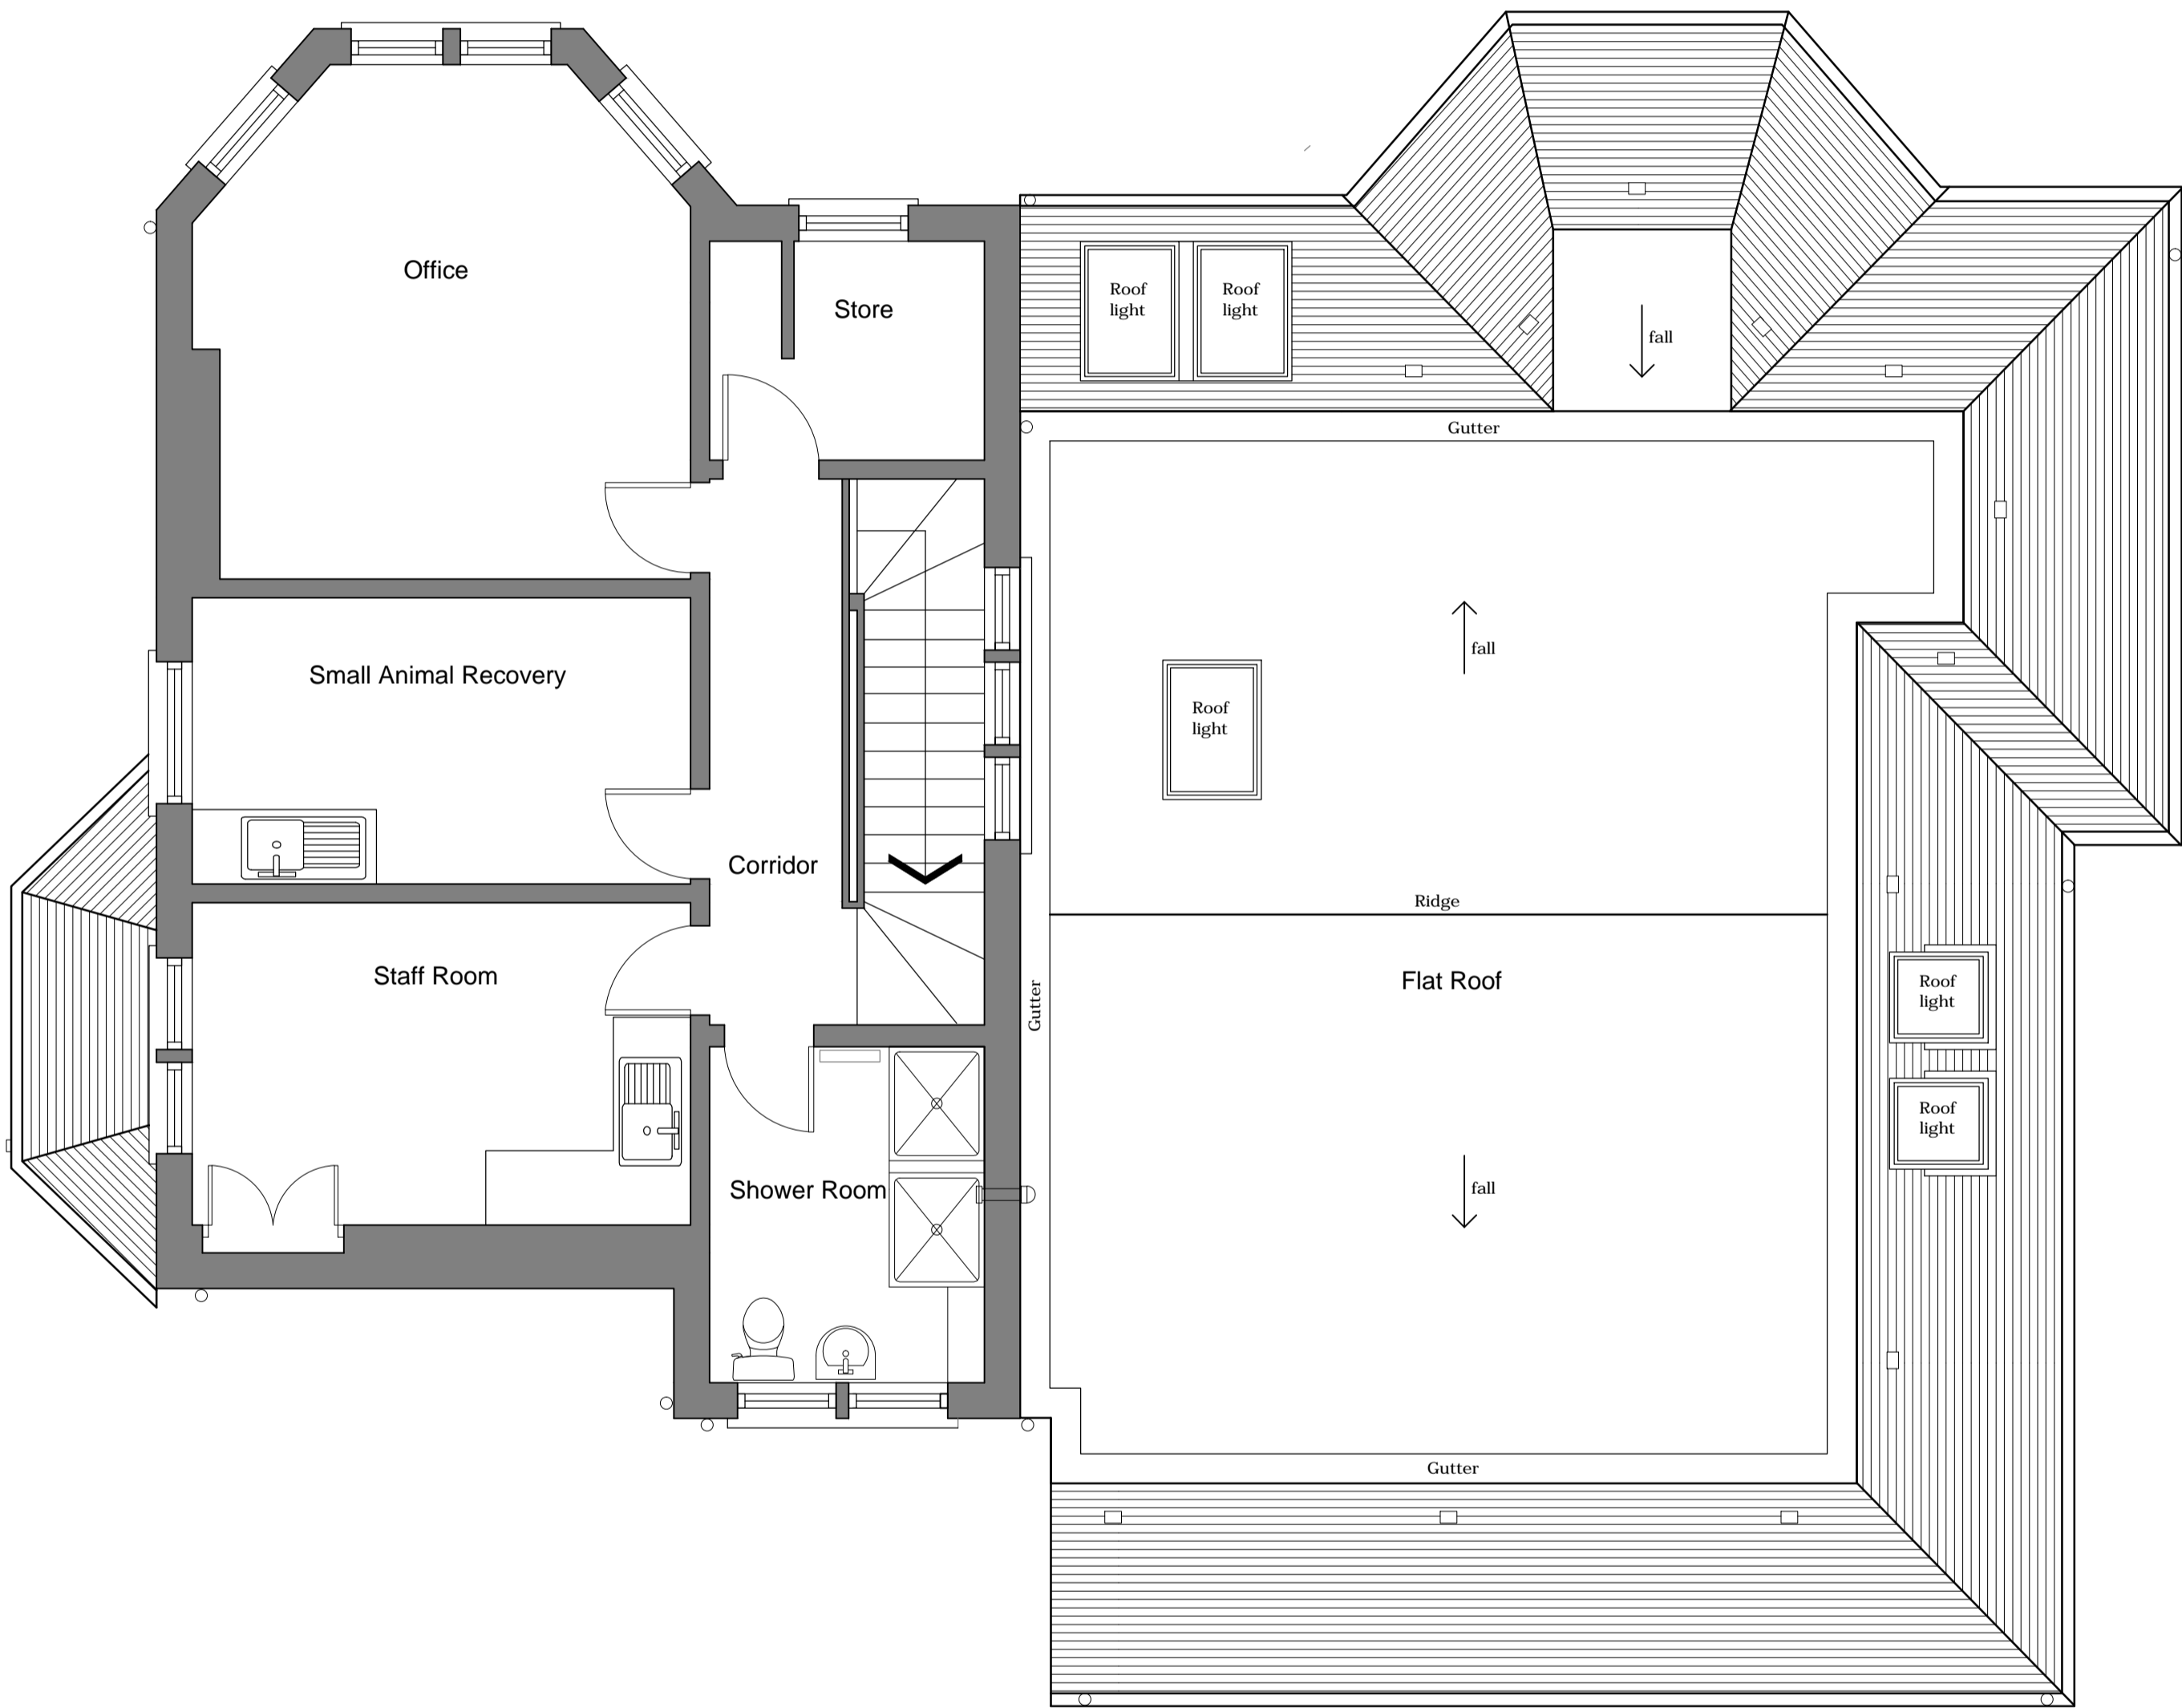 Office
Store
Roof
light
Roof
light
fall
Gutter
Small Animal Recovery
fall
Roof
light
Corridor
Ridge
Staff Room
Flat Roof
Gutter
Roof
light
Roof
light
Shower Room
fall
Gutter